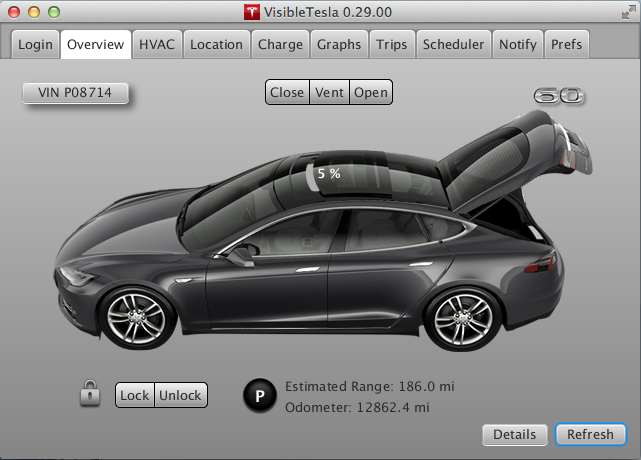 VisibleTesla 0.29.00
Login Overview HVAC Location Charge Graphs Trips Scheduler Notify Prefs
VIN P08714 Close Vent Open 60
5 %
Lock Unlock P Estimated Range: 186.0 mi
Odometer: 12862.4 mi
Details Refresh